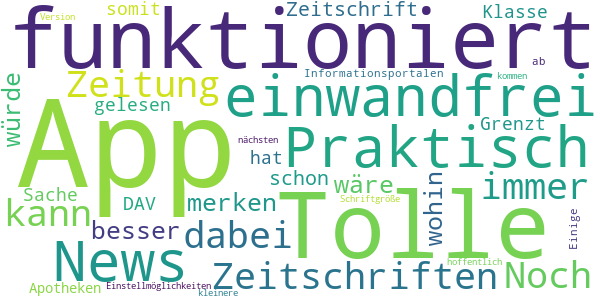 Version
somit
Zeitschrift
Klasse
funktioniert
ab
Informationsportalen
kommen
würde
Zeitung
gelesen
einwandfrei
App
Grenzt
nächsten
Praktisch
hat
schon
wäre
immer
Sache
DAV
merken
Schriftgröße
Tolle
wohin
kann
besser
dabei
Einige
News
Zeitschriften
Noch
hoffentlich
Apotheken
Einstellmöglichkeiten
kleinere